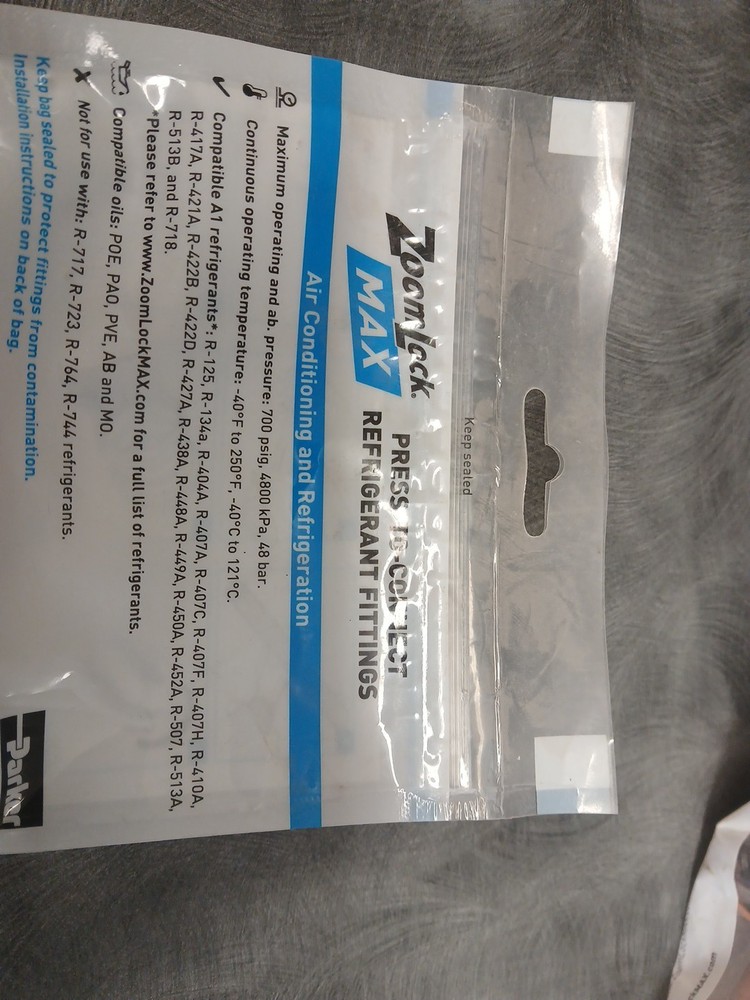 Keep sealed
ZoomLock
MAX
PRESS TO CONNECT
REFRIGERANT FITTINGS
Air Conditioning and Refrigeration
Maximum operating and ab. pressure: 700 psig, 4800 kPa, 48 bar.
Continuous operating temperature: -40°F to 250°F, -40°C to 121°C.
Compatible A1 refrigerants*: R-125, R-134a, R-404A, R-407A, R-407C, R-407F, R-407H, R-410A,
R-417A, R-421A, R-422B, R-422D, R-427A, R-438A, R-448A, R-449A, R-450A, R-452A, R-507, R-513A,
R-513B, and R-718.
*Please refer to www.ZoomLockMAX.com for a full list of refrigerants.
Compatible oils: POE, PAO, PVE, AB and MO.
Not for use with: R-717, R-723, R-764, R-744 refrigerants.
Keep bag sealed to protect fittings from contamination.
Installation instructions on back of bag.
Parker